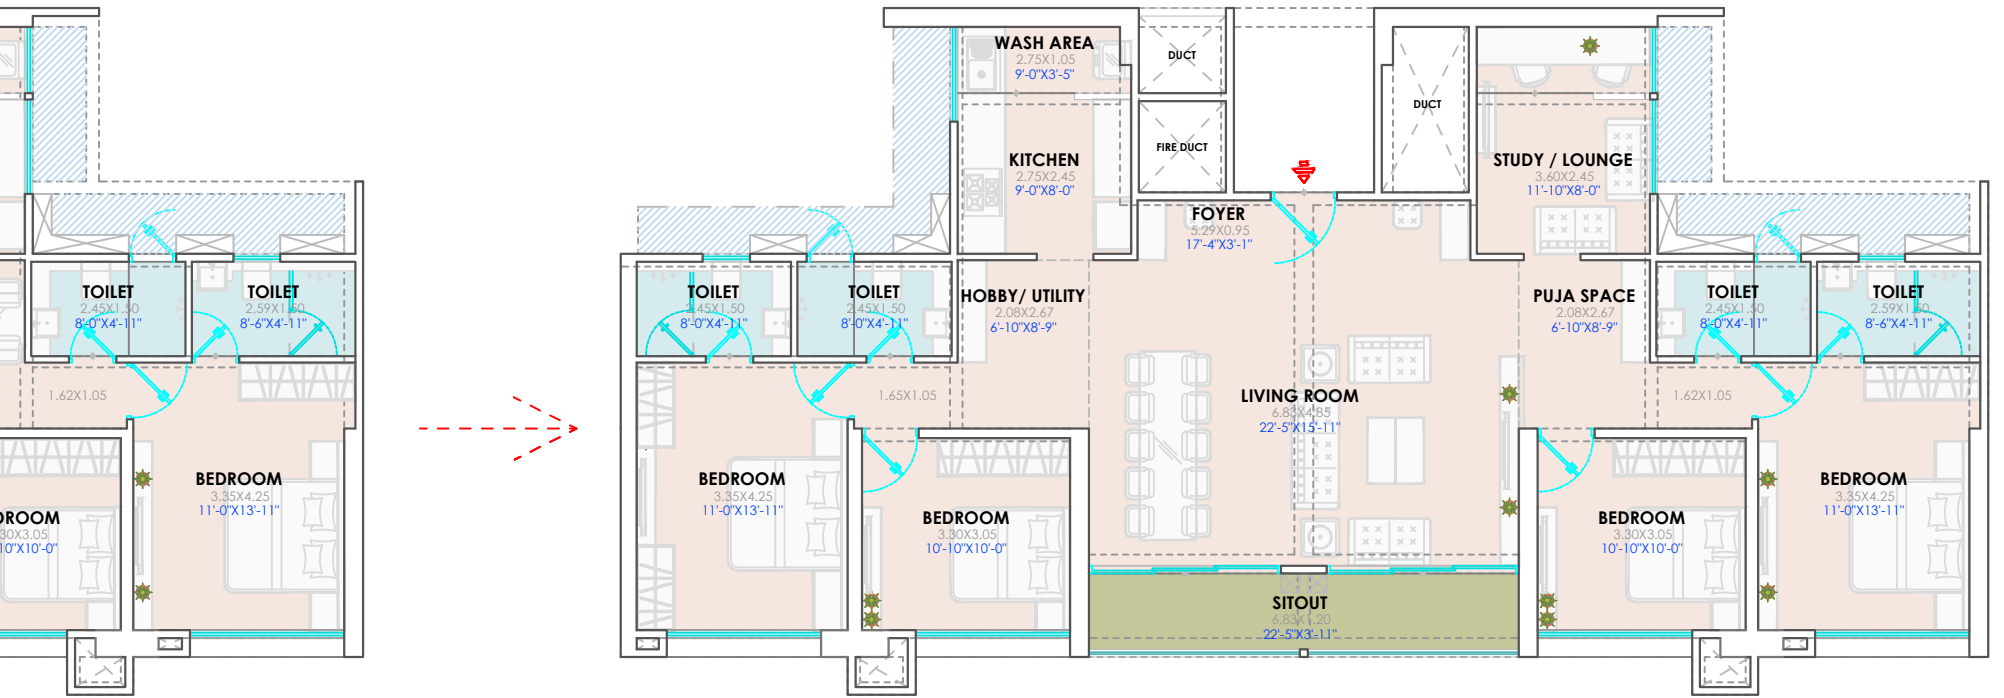 TOILET
2.45X1.50
8'-0"X4'-11"
TOILET
2.59X1.50
8'-6"X4'-11"
1.62X1.05
BEDROOM
3.35X4.25
11'-0"X13'-11"
DROOM
30X3.05
10"X10'-0"
WASH AREA
2.75X1.05
9'-0"X3'-5"
DUCT
KITCHEN
2.75X2.45
9'-0"X8'-0"
FIRE DUCT
DUCT
STUDY / LOUNGE
3.60X2.45
11'-10"X8'-0"
FOYER
5.29X0.95
17'-4"X3'-1"
TOILET
2.45X1.50
8'-0"X4'-11"
TOILET
2.45X1.50
8'-0"X4'-11"
HOBBY/ UTILITY
2.08X2.67
6'-10"X8'-9"
PUJA SPACE
2.08X2.67
6'-10"X8'-9"
TOILET
2.45X1.50
8'-0"X4'-11"
TOILET
2.59X1.50
8'-6"X4'-11"
1.65X1.05
LIVING ROOM
6.83X4.85
22'-5"X15'-11"
1.62X1.05
BEDROOM
3.35X4.25
11'-0"X13'-11"
BEDROOM
3.30X3.05
10'-10"X10'-0"
BEDROOM
3.30X3.05
10'-10"X10'-0"
BEDROOM
3.35X4.25
11'-0"X13'-11"
SITOUT
6.83X1.20
22'-5"X3'-11"